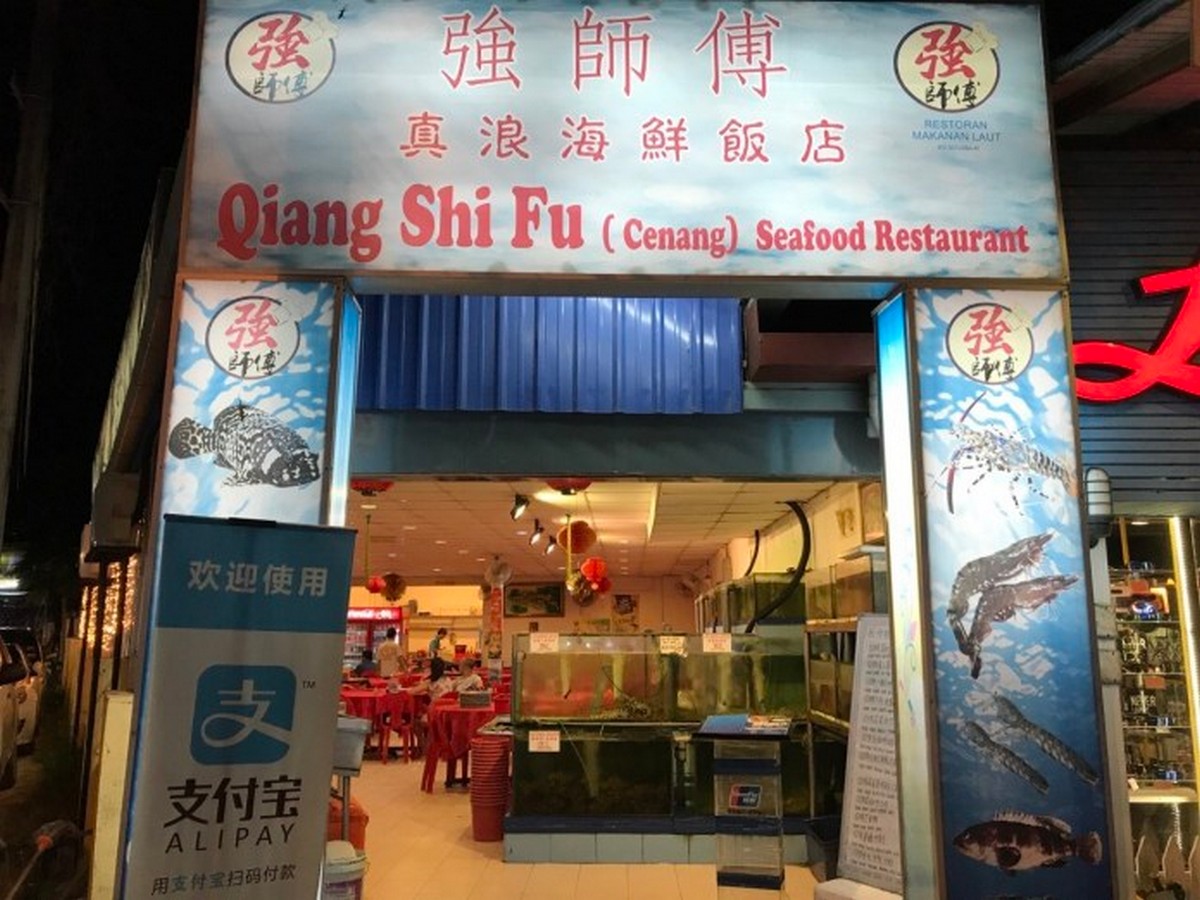 強師傅
強
師傅
強
師傅
RESTORAN
MAKANAN LAUT
真浪海鮮飯店
Qiang Shi Fu (Cenang) Seafood Restaurant
強
師傅
強
師傅
欢迎使用
支
™
支付宝
ALIPAY
用支付宝扫码付款